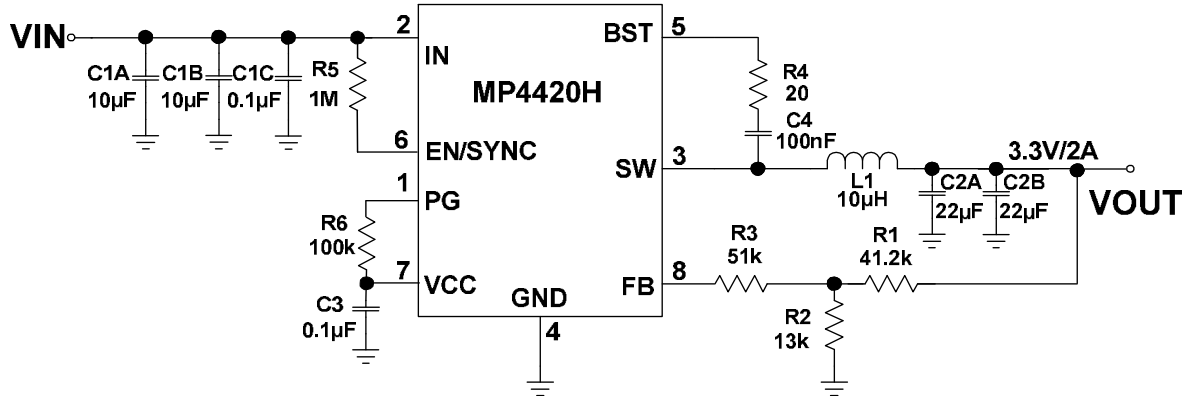 VIN
C1A
10µF
C1B
10µF
C1C
0.1µF
R5
1M
2
IN
MP4420H
BST
5
R4
20
C4
100nF
6
EN/SYNC
SW
3
L1
10µH
3.3V/2A
C2A
22µF
C2B
22µF
VOUT
1
PG
R6
100k
7
VCC
C3
0.1µF
GND
4
FB
8
R3
51k
R1
41.2k
R2
13k